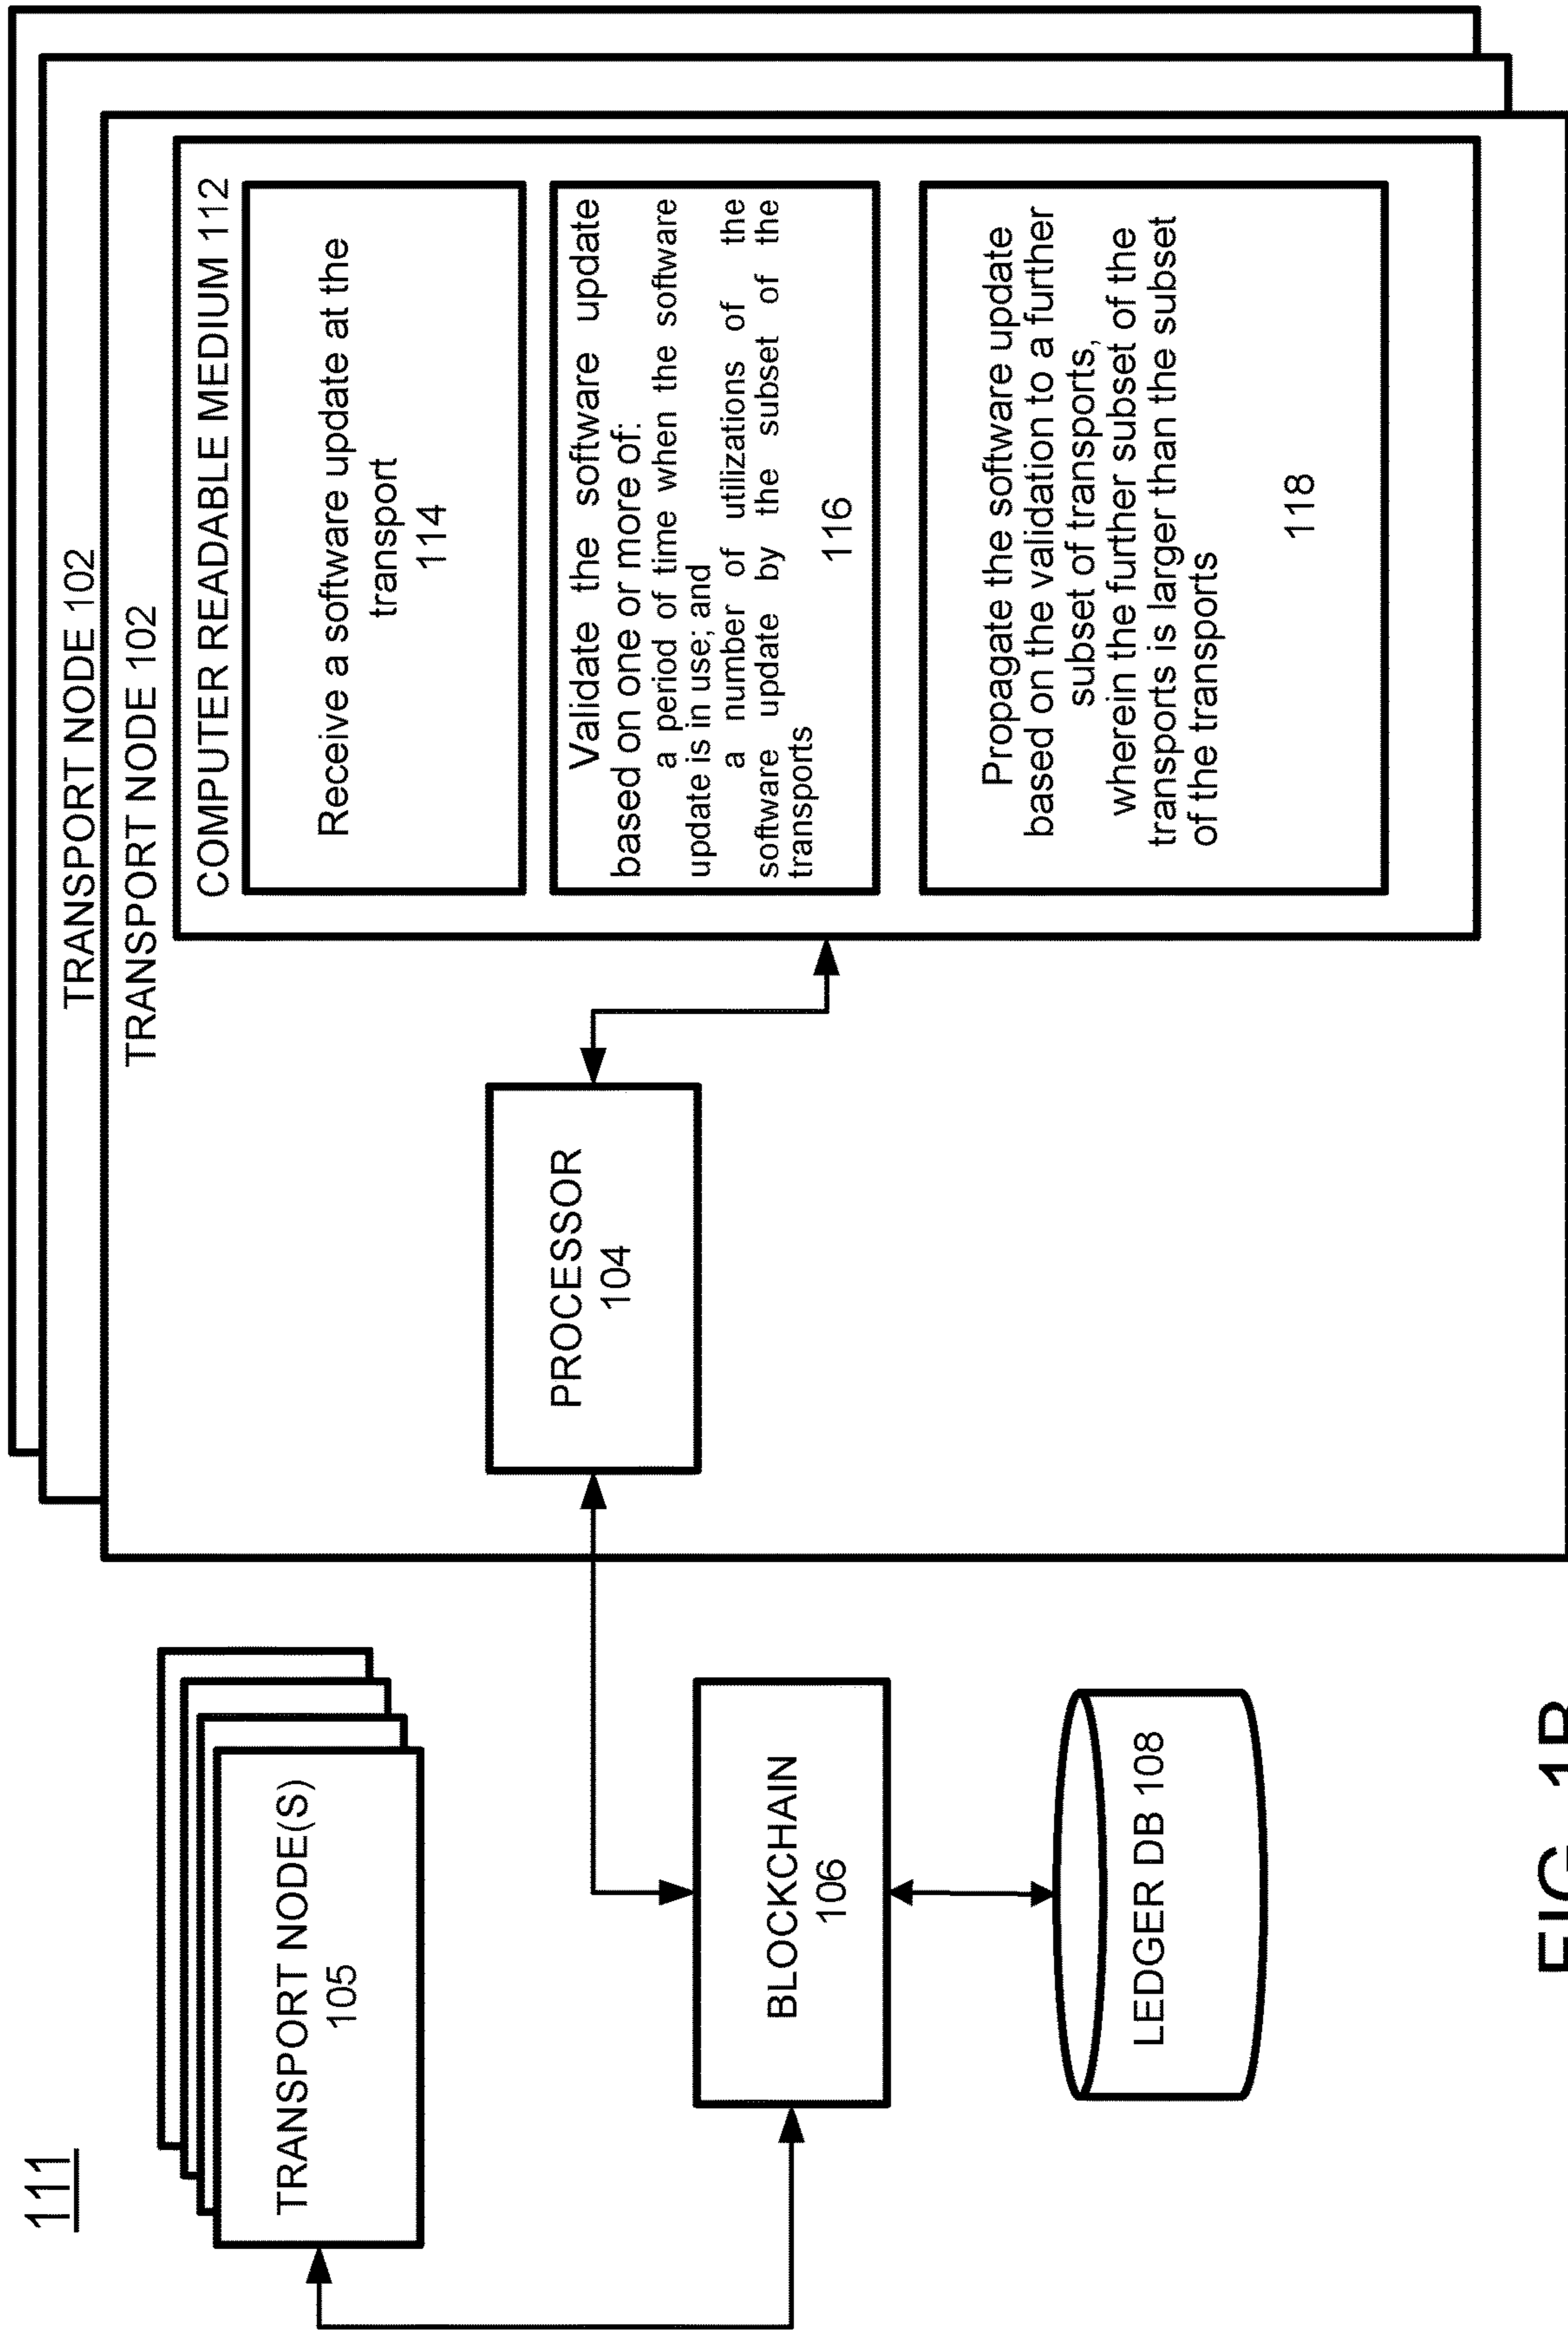 111
TRANSPORT NODE(S)
105
BLOCKCHAIN
106
LEDGER DB 108
PROCESSOR
104
TRANSPORT NODE 102
TRANSPORT NODE 102
COMPUTER READABLE MEDIUM 112
Receive a software update at the
transport
114
Validate the software update
based on one or more of:
a period of time when the software
update is in use; and
a number of utilizations of the
software update by the subset of the
transports
116
Propagate the software update
based on the validation to a further
subset of transports,
wherein the further subset of the
transports is larger than the subset
of the transports
118
FIG. 1B